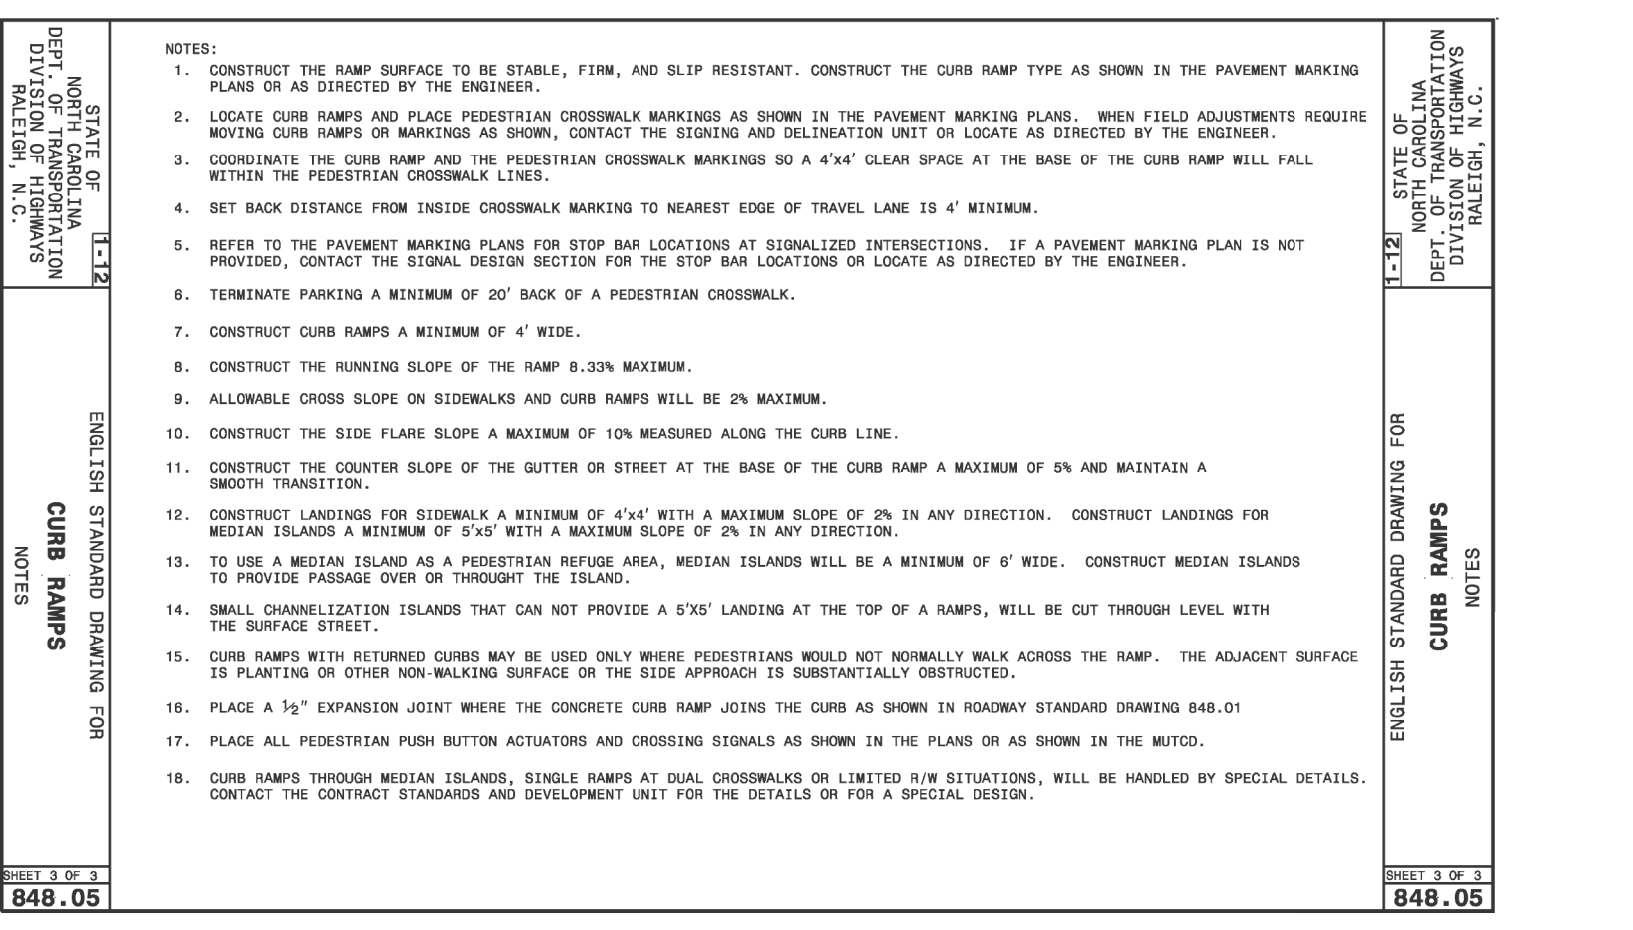 STATE OF
NORTH CAROLINA
DEPT. OF TRANSPORTATION
DIVISION OF HIGHWAYS
RALEIGH, N.C.
1-12
ENGLISH STANDARD DRAWING FOR
CURB RAMPS
NOTES
SHEET 3 OF 3
848.05
NOTES:
1. CONSTRUCT THE RAMP SURFACE TO BE STABLE, FIRM, AND SLIP RESISTANT. CONSTRUCT THE CURB RAMP TYPE AS SHOWN IN THE PAVEMENT MARKING
PLANS OR AS DIRECTED BY THE ENGINEER.
2. LOCATE CURB RAMPS AND PLACE PEDESTRIAN CROSSWALK MARKINGS AS SHOWN IN THE PAVEMENT MARKING PLANS. WHEN FIELD ADJUSTMENTS REQUIRE
MOVING CURB RAMPS OR MARKINGS AS SHOWN, CONTACT THE SIGNING AND DELINEATION UNIT OR LOCATE AS DIRECTED BY THE ENGINEER.
3. COORDINATE THE CURB RAMP AND THE PEDESTRIAN CROSSWALK MARKINGS SO A 4'x4' CLEAR SPACE AT THE BASE OF THE CURB RAMP WILL FALL
WITHIN THE PEDESTRIAN CROSSWALK LINES.
4. SET BACK DISTANCE FROM INSIDE CROSSWALK MARKING TO NEAREST EDGE OF TRAVEL LANE IS 4' MINIMUM.
5. REFER TO THE PAVEMENT MARKING PLANS FOR STOP BAR LOCATIONS AT SIGNALIZED INTERSECTIONS. IF A PAVEMENT MARKING PLAN IS NOT
PROVIDED, CONTACT THE SIGNAL DESIGN SECTION FOR THE STOP BAR LOCATIONS OR LOCATE AS DIRECTED BY THE ENGINEER.
6. TERMINATE PARKING A MINIMUM OF 20' BACK OF A PEDESTRIAN CROSSWALK.
7. CONSTRUCT CURB RAMPS A MINIMUM OF 4' WIDE.
8. CONSTRUCT THE RUNNING SLOPE OF THE RAMP 8.33% MAXIMUM.
9. ALLOWABLE CROSS SLOPE ON SIDEWALKS AND CURB RAMPS WILL BE 2% MAXIMUM.
10. CONSTRUCT THE SIDE FLARE SLOPE A MAXIMUM OF 10% MEASURED ALONG THE CURB LINE.
11. CONSTRUCT THE COUNTER SLOPE OF THE GUTTER OR STREET AT THE BASE OF THE CURB RAMP A MAXIMUM OF 5% AND MAINTAIN A
SMOOTH TRANSITION.
12. CONSTRUCT LANDINGS FOR SIDEWALK A MINIMUM OF 4'x4' WITH A MAXIMUM SLOPE OF 2% IN ANY DIRECTION. CONSTRUCT LANDINGS FOR
MEDIAN ISLANDS A MINIMUM OF 5'x5' WITH A MAXIMUM SLOPE OF 2% IN ANY DIRECTION.
13. TO USE A MEDIAN ISLAND AS A PEDESTRIAN REFUGE AREA, MEDIAN ISLANDS WILL BE A MINIMUM OF 6' WIDE. CONSTRUCT MEDIAN ISLANDS
TO PROVIDE PASSAGE OVER OR THROUGHT THE ISLAND.
14. SMALL CHANNELIZATION ISLANDS THAT CAN NOT PROVIDE A 5'X5' LANDING AT THE TOP OF A RAMPS, WILL BE CUT THROUGH LEVEL WITH
THE SURFACE STREET.
15. CURB RAMPS WITH RETURNED CURBS MAY BE USED ONLY WHERE PEDESTRIANS WOULD NOT NORMALLY WALK ACROSS THE RAMP. THE ADJACENT SURFACE
IS PLANTING OR OTHER NON-WALKING SURFACE OR THE SIDE APPROACH IS SUBSTANTIALLY OBSTRUCTED.
16. PLACE A ½" EXPANSION JOINT WHERE THE CONCRETE CURB RAMP JOINS THE CURB AS SHOWN IN ROADWAY STANDARD DRAWING 848.01
17. PLACE ALL PEDESTRIAN PUSH BUTTON ACTUATORS AND CROSSING SIGNALS AS SHOWN IN THE PLANS OR AS SHOWN IN THE MUTCD.
18. CURB RAMPS THROUGH MEDIAN ISLANDS, SINGLE RAMPS AT DUAL CROSSWALKS OR LIMITED R/W SITUATIONS, WILL BE HANDLED BY SPECIAL DETAILS.
CONTACT THE CONTRACT STANDARDS AND DEVELOPMENT UNIT FOR THE DETAILS OR FOR A SPECIAL DESIGN.
STATE OF
NORTH CAROLINA
DEPT. OF TRANSPORTATION
DIVISION OF HIGHWAYS
RALEIGH, N.C.
1-12
ENGLISH STANDARD DRAWING FOR
CURB RAMPS
NOTES
SHEET 3 OF 3
848.05